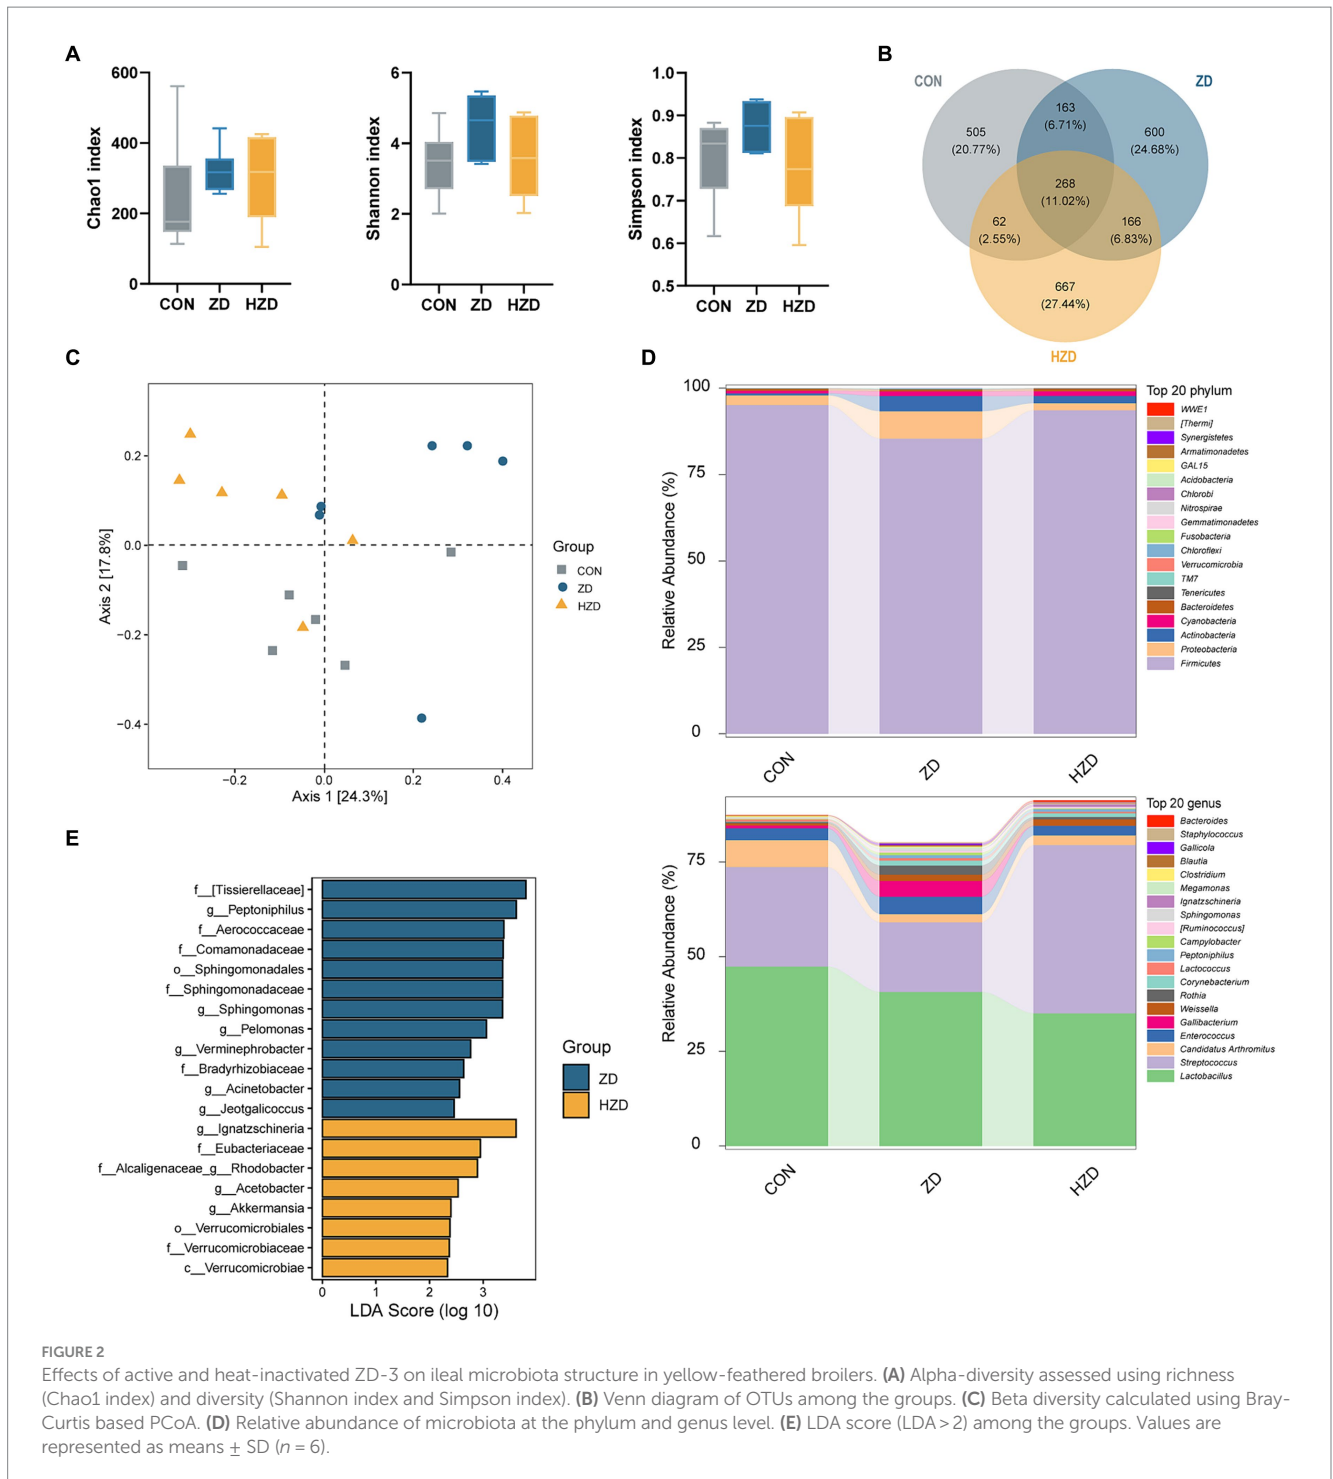 A
600
400
200
0
Chao1 index
CON ZD HZD
6
4
2
0
Shannon index
CON ZD HZD
1.0
0.9
0.8
0.7
0.6
0.5
Simpson index
CON ZD HZD
B
CON
ZD
163
(6.71%)
505
(20.77%)
600
(24.68%)
268
(11.02%)
62
(2.55%)
166
(6.83%)
667
(27.44%)
HZD
C
0.2
0.0
−0.2
−0.4
Axis 2 [17.8%]
−0.2 0.0 0.2 0.4
Axis 1 [24.3%]
Group
CON
ZD
HZD
D
100
75
50
25
0
Relative Abundance (%)
CON ZD HZD
Top 20 phylum
WWE1
[Thermi]
Synergistetes
Armatimonadetes
GAL15
Acidobacteria
Chlorobi
Nitrospirae
Gemmatimonadetes
Fusobacteria
Chloroflexi
Verrucomicrobia
TM7
Tenericutes
Bacteroidetes
Cyanobacteria
Actinobacteria
Proteobacteria
Firmicutes
75
50
25
0
Relative Abundance (%)
CON ZD HZD
Top 20 genus
Bacteroides
Staphylococcus
Gallicola
Blautia
Clostridium
Megamonas
Ignatzschineria
Sphingomonas
[Ruminococcus]
Campylobacter
Peptoniphilus
Lactococcus
Corynebacterium
Rothia
Weissella
Gallibacterium
Enterococcus
Candidatus Arthromitus
Streptococcus
Lactobacillus
E
f__[Tissierellaceae]
g__Peptoniphilus
f__Aerococcaceae
f__Comamonadaceae
o__Sphingomonadales
f__Sphingomonadaceae
g__Sphingomonas
g__Pelomonas
g__Verminephrobacter
f__Bradyrhizobiaceae
g__Acinetobacter
g__Jeotgalicoccus
g__Ignatzschineria
f__Eubacteriaceae
f__Alcaligenaceae_g__Rhodobacter
g__Acetobacter
g__Akkermansia
o__Verrucomicrobiales
f__Verrucomicrobiaceae
c__Verrucomicrobiae
0 1 2 3
LDA Score (log 10)
Group
ZD
HZD
FIGURE 2
Effects of active and heat-inactivated ZD-3 on ileal microbiota structure in yellow-feathered broilers. (A) Alpha-diversity assessed using richness
(Chao1 index) and diversity (Shannon index and Simpson index). (B) Venn diagram of OTUs among the groups. (C) Beta diversity calculated using Bray-
Curtis based PCoA. (D) Relative abundance of microbiota at the phylum and genus level. (E) LDA score (LDA > 2) among the groups. Values are
represented as means ± SD (n = 6).